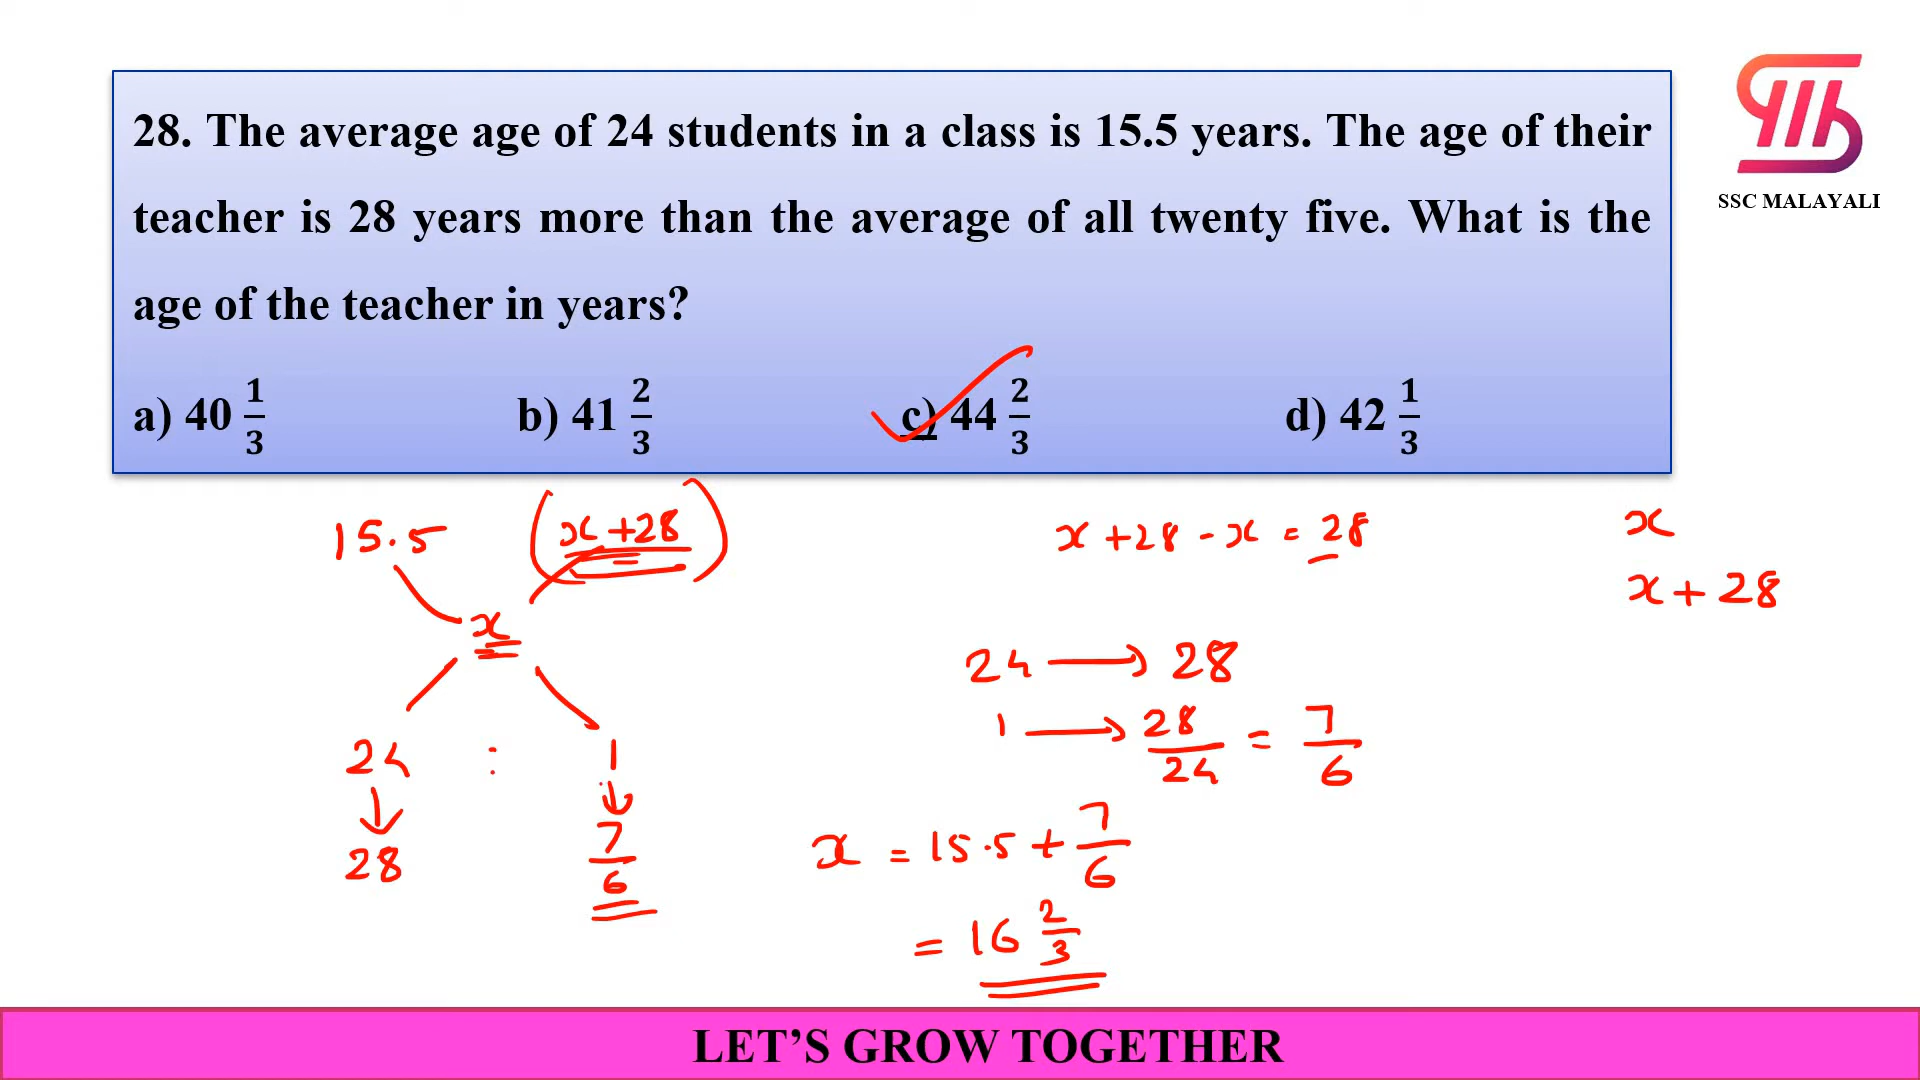 28. The average age of 24 students in a class is 15.5 years. The age of their
teacher is 28 years more than the average of all twenty five. What is the
age of the teacher in years?
a) 40 1/3 b) 41 2/3 c) 44 2/3 d) 42 1/3
SSC MALAYALI
15.5 (x+28)
x
24 : 1
28 7/6
x+28-x = 28
24 → 28
1 → 28/24 = 7/6
x = 15.5 + 7/6
= 16 2/3
x
x+28
LET’S GROW TOGETHER